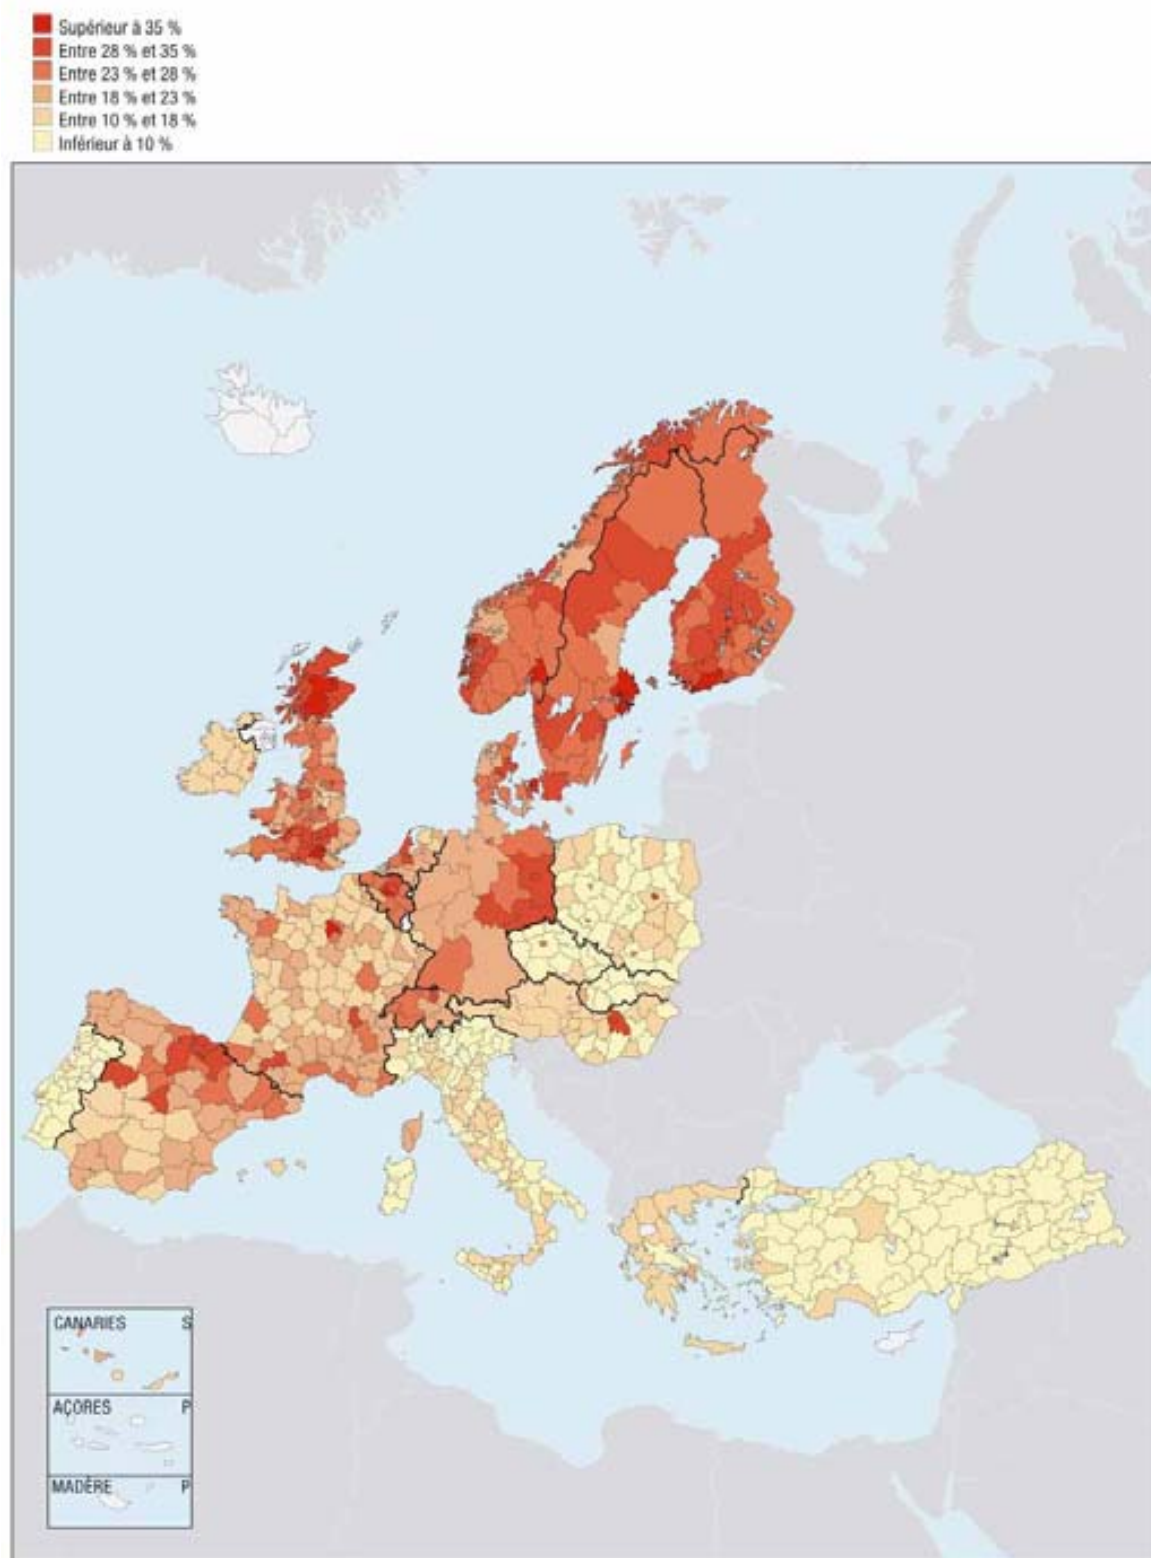 Supérieur à 35 %
Entre 28 % et 35 %
Entre 23 % et 28 %
Entre 18 % et 23 %
Entre 10 % et 18 %
Inférieur à 10 %
CANARIES S
AÇORES P
MADÈRE P